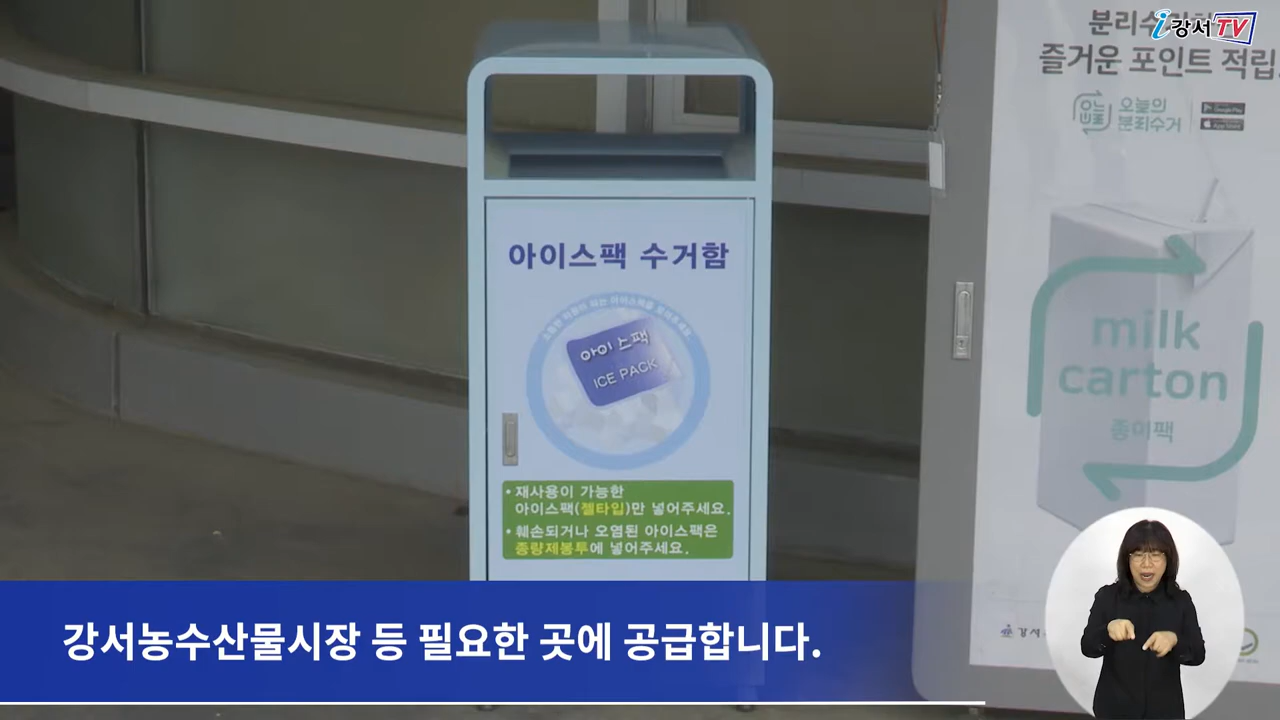 i강서TV
분리수
즐거운 포인트 적립
오늘의
분리수거
아이스팩 수거함
아이스팩
ICE PACK
milk
carton
종이팩
• 재사용이 가능한
아이스팩(젤타입)만 넣어주세요.
• 훼손되거나 오염된 아이스팩은
종량제봉투에 넣어주세요.
강서농수산물시장 등 필요한 곳에 공급합니다.
강서